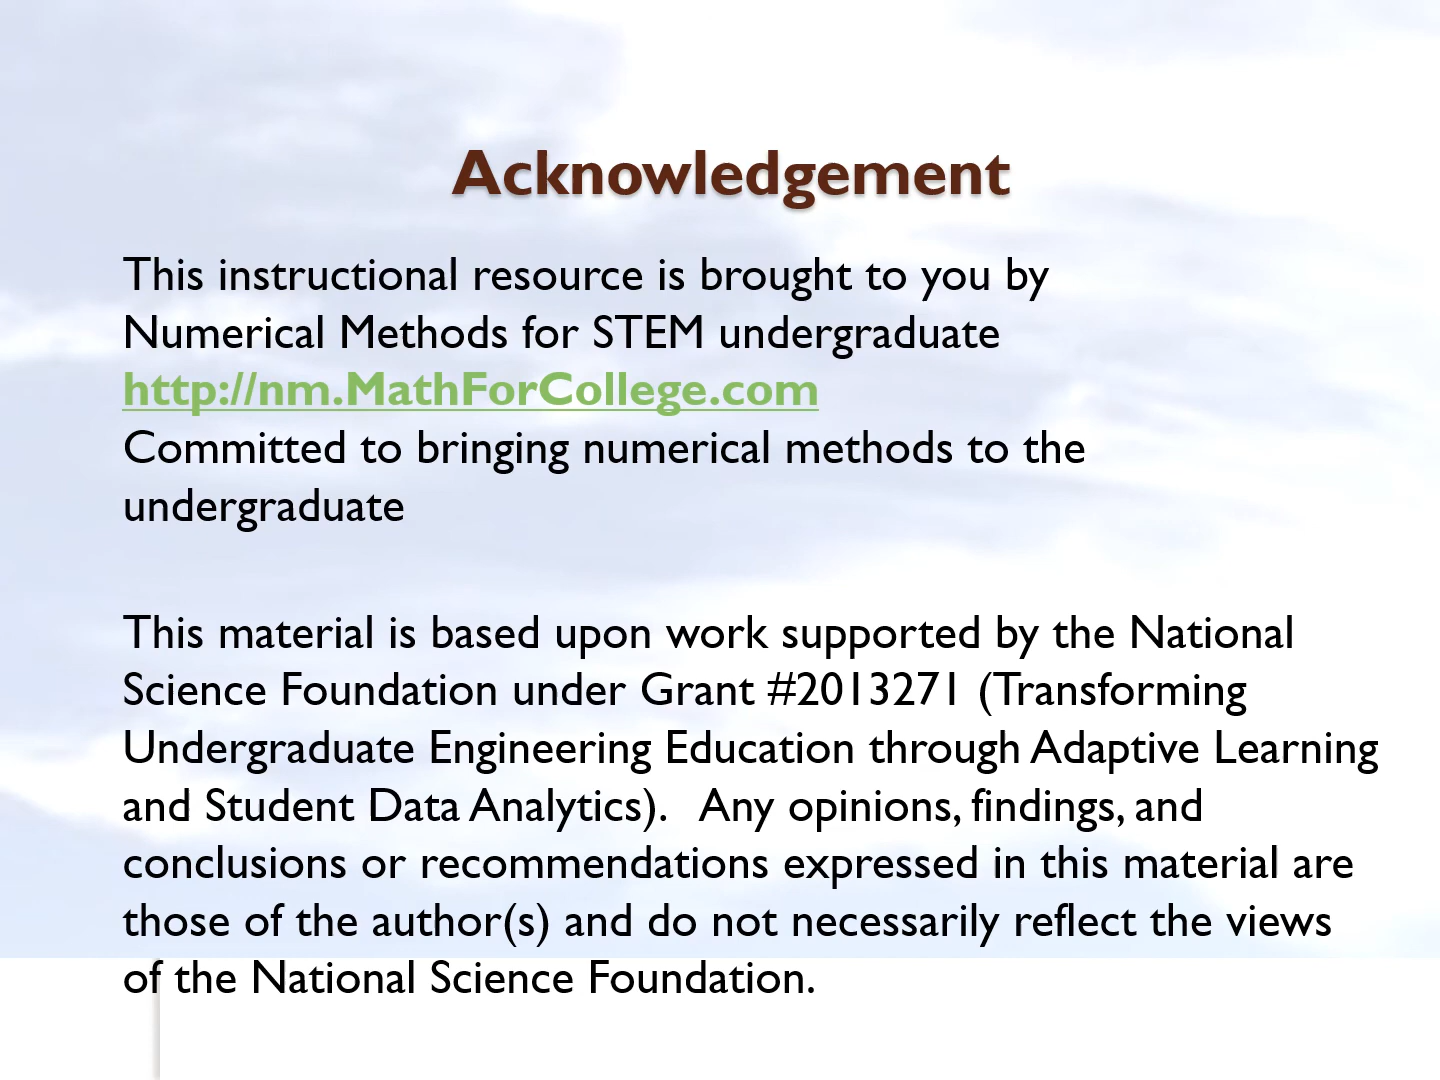 Acknowledgement
This instructional resource is brought to you by
Numerical Methods for STEM undergraduate
http://nm.MathForCollege.com
Committed to bringing numerical methods to the
undergraduate
This material is based upon work supported by the National
Science Foundation under Grant #2013271 (Transforming
Undergraduate Engineering Education through Adaptive Learning
and Student Data Analytics).   Any opinions, findings, and
conclusions or recommendations expressed in this material are
those of the author(s) and do not necessarily reflect the views
of the National Science Foundation.